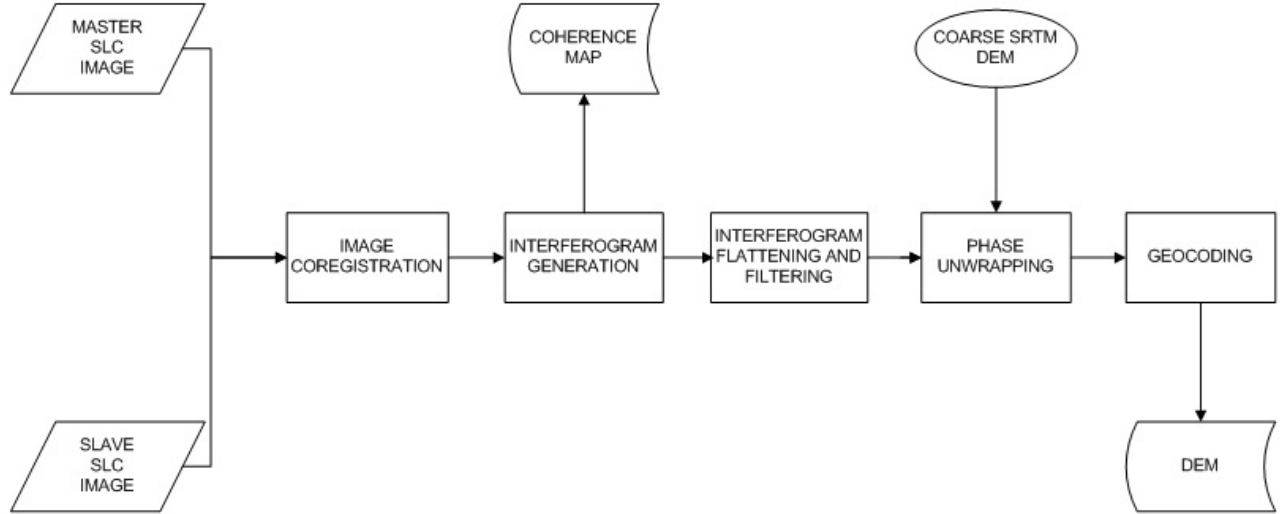 MASTER
SLC
IMAGE
COHERENCE
MAP
COARSE SRTM
DEM
IMAGE
COREGISTRATION
INTERFEROGRAM
GENERATION
INTERFEROGRAM
FLATTENING AND
FILTERING
PHASE
UNWRAPPING
GEOCODING
SLAVE
SLC
IMAGE
DEM